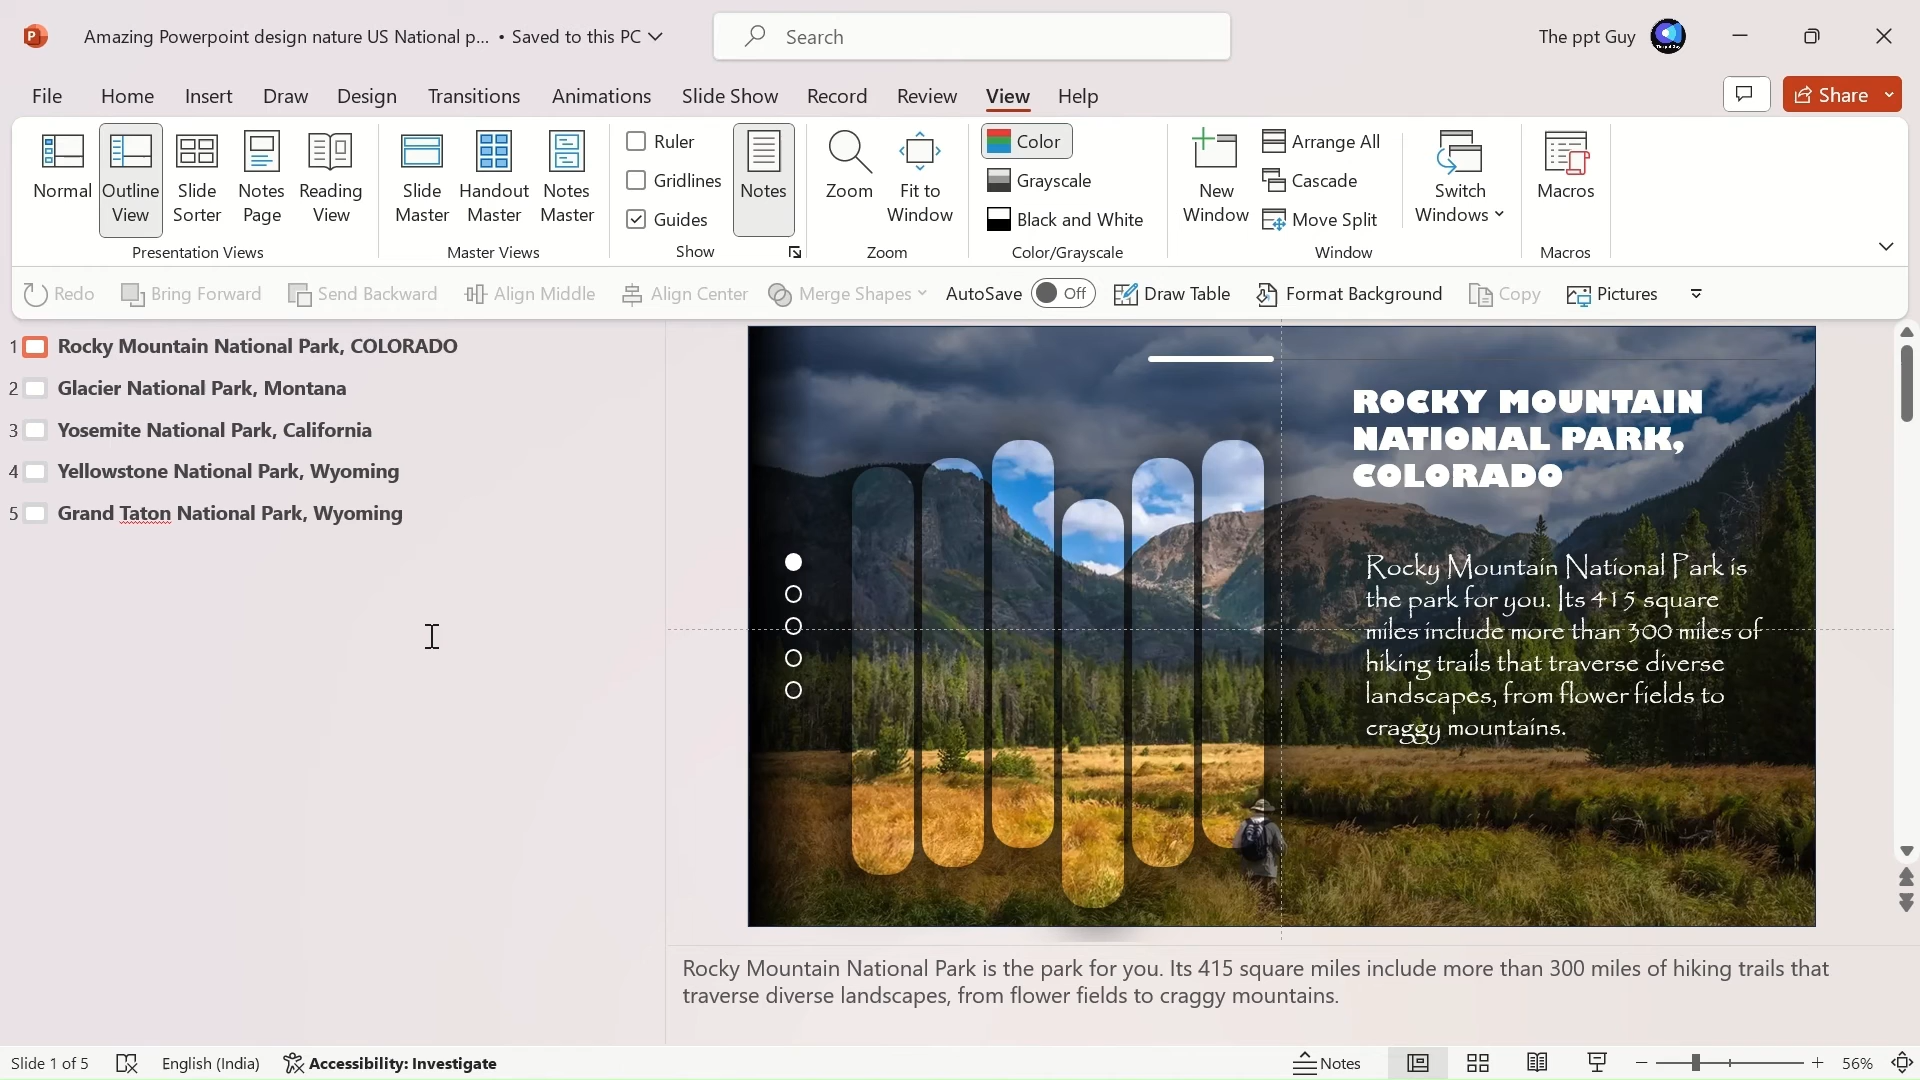 Amazing Powerpoint design nature US National p... • Saved to this PC
Search
The ppt Guy
File Home Insert Draw Design Transitions Animations Slide Show Record Review View Help
Share
Normal
Outline View
Slide Sorter
Notes Page
Reading View
Presentation Views
Slide Master
Handout Master
Notes Master
Master Views
Ruler
Gridlines
Guides
Notes
Show
Zoom
Fit to Window
Zoom
Color
Grayscale
Black and White
Color/Grayscale
New Window
Arrange All
Cascade
Move Split
Switch Windows
Window
Macros
Macros
Redo Bring Forward Send Backward Align Middle Align Center Merge Shapes AutoSave Off Draw Table Format Background Copy Pictures
1 Rocky Mountain National Park, COLORADO
2 Glacier National Park, Montana
3 Yosemite National Park, California
4 Yellowstone National Park, Wyoming
5 Grand Taton National Park, Wyoming
ROCKY MOUNTAIN
NATIONAL PARK,
COLORADO
Rocky Mountain National Park is
the park for you. Its 415 square
miles include more than 300 miles of
hiking trails that traverse diverse
landscapes, from flower fields to
craggy mountains.
Rocky Mountain National Park is the park for you. Its 415 square miles include more than 300 miles of hiking trails that
traverse diverse landscapes, from flower fields to craggy mountains.
Slide 1 of 5 English (India) Accessibility: Investigate Notes 56%